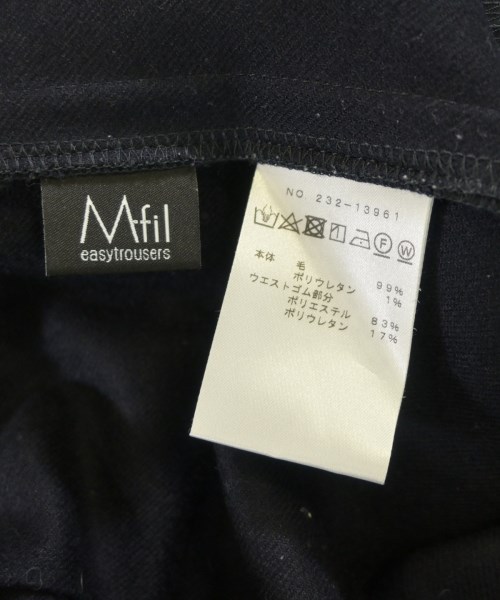 M-fil
easytrousers
NO 232-13961
本体 毛 99%
ポリウレタン 1%
ウエストゴム部分
ポリエステル 83%
ポリウレタン 17%